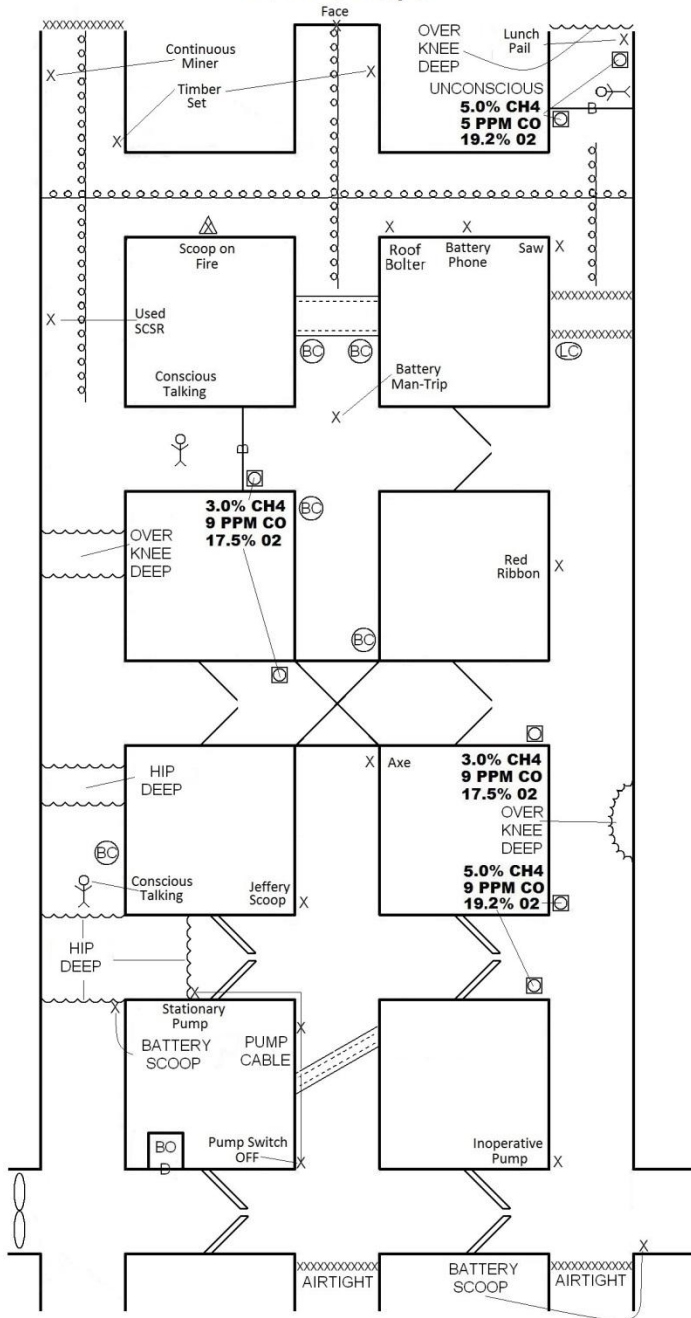 Face
Continuous
Miner
Timber
Set
OVER
KNEE
DEEP
Lunch
Pail
UNCONSCIOUS
5.0% CH4
5 PPM CO
19.2% 02
D
Scoop on
Fire
Roof
Bolter
Battery
Phone
Saw
Used
SCSR
BC
BC
LC
Conscious
Talking
Battery
Man-Trip
D
3.0% CH4
9 PPM CO
17.5% 02
BC
OVER
KNEE
DEEP
Red
Ribbon
BC
HIP
DEEP
Axe
3.0% CH4
9 PPM CO
17.5% 02
OVER
KNEE
DEEP
BC
Conscious
Talking
Jeffery
Scoop
5.0% CH4
9 PPM CO
19.2% 02
HIP
DEEP
Stationary
Pump
BATTERY
SCOOP
PUMP
CABLE
BO
D
Pump Switch
OFF
Inoperative
Pump
AIRTIGHT
BATTERY
SCOOP
AIRTIGHT